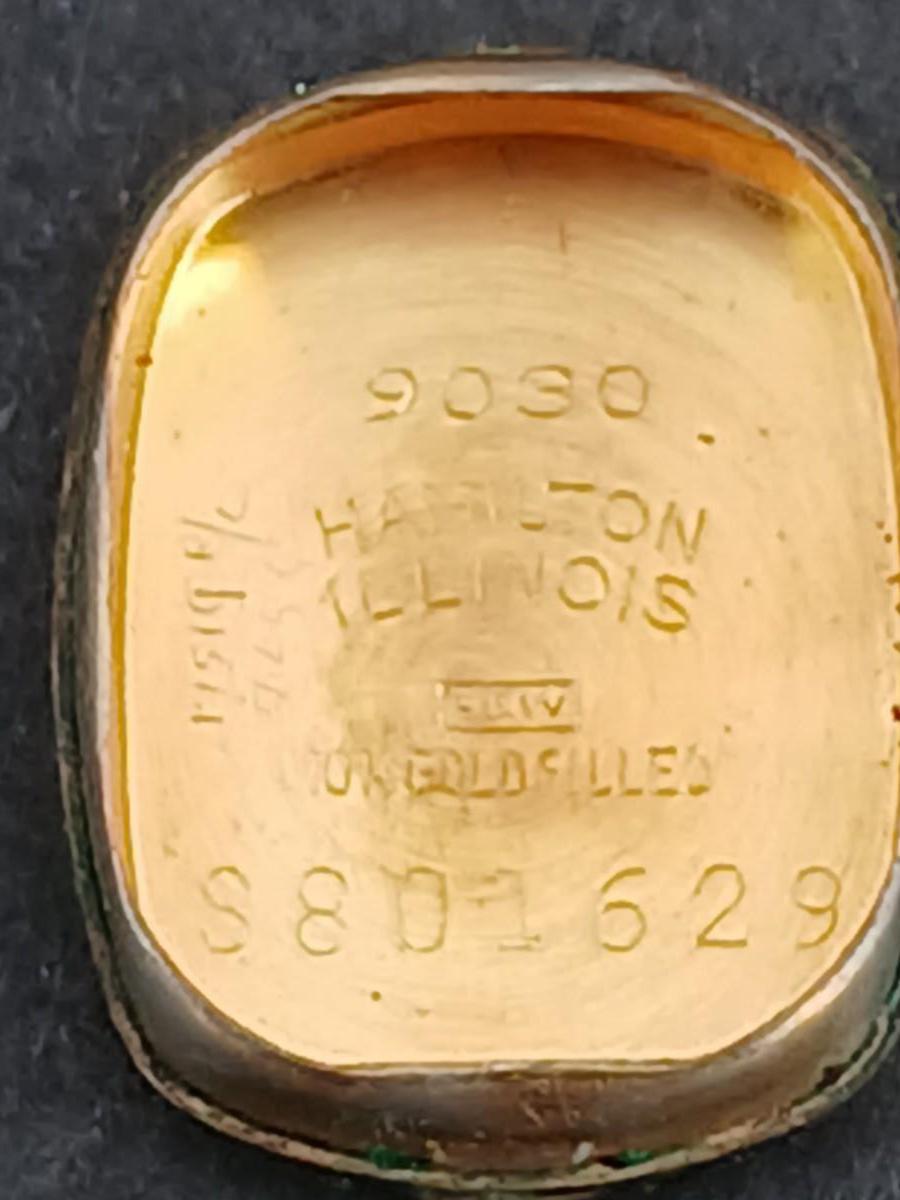 9030
HAMILTON
ILLINOIS
10K GOLD FILLED
S801629